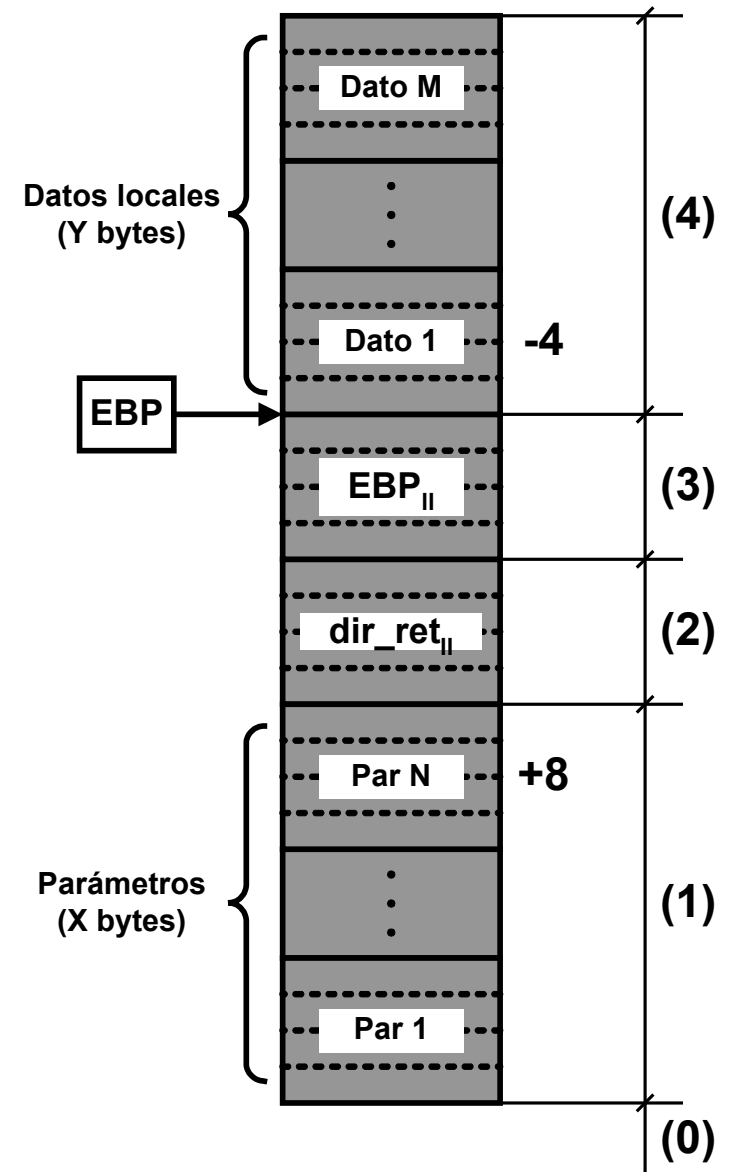 Dato M
Datos locales
(Y bytes)
(4)
Dato 1
-4
EBP
EBP_II
(3)
dir_ret_II
(2)
Par N
+8
Parámetros
(X bytes)
(1)
Par 1
(0)